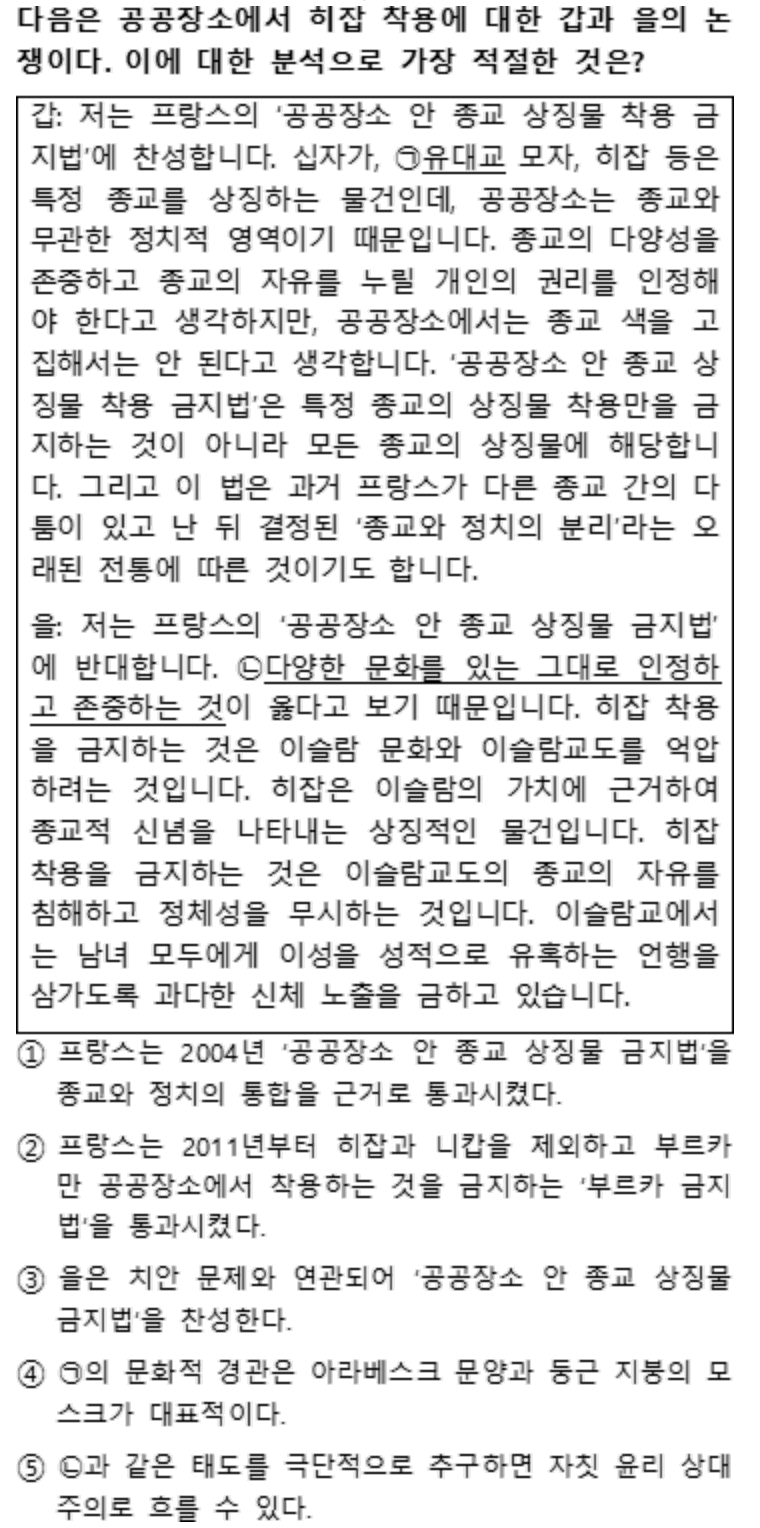 다음은 공공장소에서 히잡 착용에 대한 갑과 을의 논
쟁이다. 이에 대한 분석으로 가장 적절한 것은?
갑: 저는 프랑스의 '공공장소 안 종교 상징물 착용 금
지법'에 찬성합니다. 십자가, ㉠유대교 모자, 히잡 등은
특정 종교를 상징하는 물건인데, 공공장소는 종교와
무관한 정치적 영역이기 때문입니다. 종교의 다양성을
존중하고 종교의 자유를 누릴 개인의 권리를 인정해
야 한다고 생각하지만, 공공장소에서는 종교 색을 고
집해서는 안 된다고 생각합니다. '공공장소 안 종교 상
징물 착용 금지법'은 특정 종교의 상징물 착용만을 금
지하는 것이 아니라 모든 종교의 상징물에 해당합니
다. 그리고 이 법은 과거 프랑스가 다른 종교 간의 다
툼이 있고 난 뒤 결정된 '종교와 정치의 분리'라는 오
래된 전통에 따른 것이기도 합니다.
을: 저는 프랑스의 '공공장소 안 종교 상징물 금지법'
에 반대합니다. ㉡다양한 문화를 있는 그대로 인정하
고 존중하는 것이 옳다고 보기 때문입니다. 히잡 착용
을 금지하는 것은 이슬람 문화와 이슬람교도를 억압
하려는 것입니다. 히잡은 이슬람의 가치에 근거하여
종교적 신념을 나타내는 상징적인 물건입니다. 히잡
착용을 금지하는 것은 이슬람교도의 종교의 자유를
침해하고 정체성을 무시하는 것입니다. 이슬람교에서
는 남녀 모두에게 이성을 성적으로 유혹하는 언행을
삼가도록 과다한 신체 노출을 금하고 있습니다.
① 프랑스는 2004년 '공공장소 안 종교 상징물 금지법'을
종교와 정치의 통합을 근거로 통과시켰다.
② 프랑스는 2011년부터 히잡과 니캅을 제외하고 부르카
만 공공장소에서 착용하는 것을 금지하는 '부르카 금지
법'을 통과시켰다.
③ 을은 치안 문제와 연관되어 '공공장소 안 종교 상징물
금지법'을 찬성한다.
④ ㉠의 문화적 경관은 아라베스크 문양과 둥근 지붕의 모
스크가 대표적이다.
⑤ ㉡과 같은 태도를 극단적으로 추구하면 자칫 윤리 상대
주의로 흐를 수 있다.